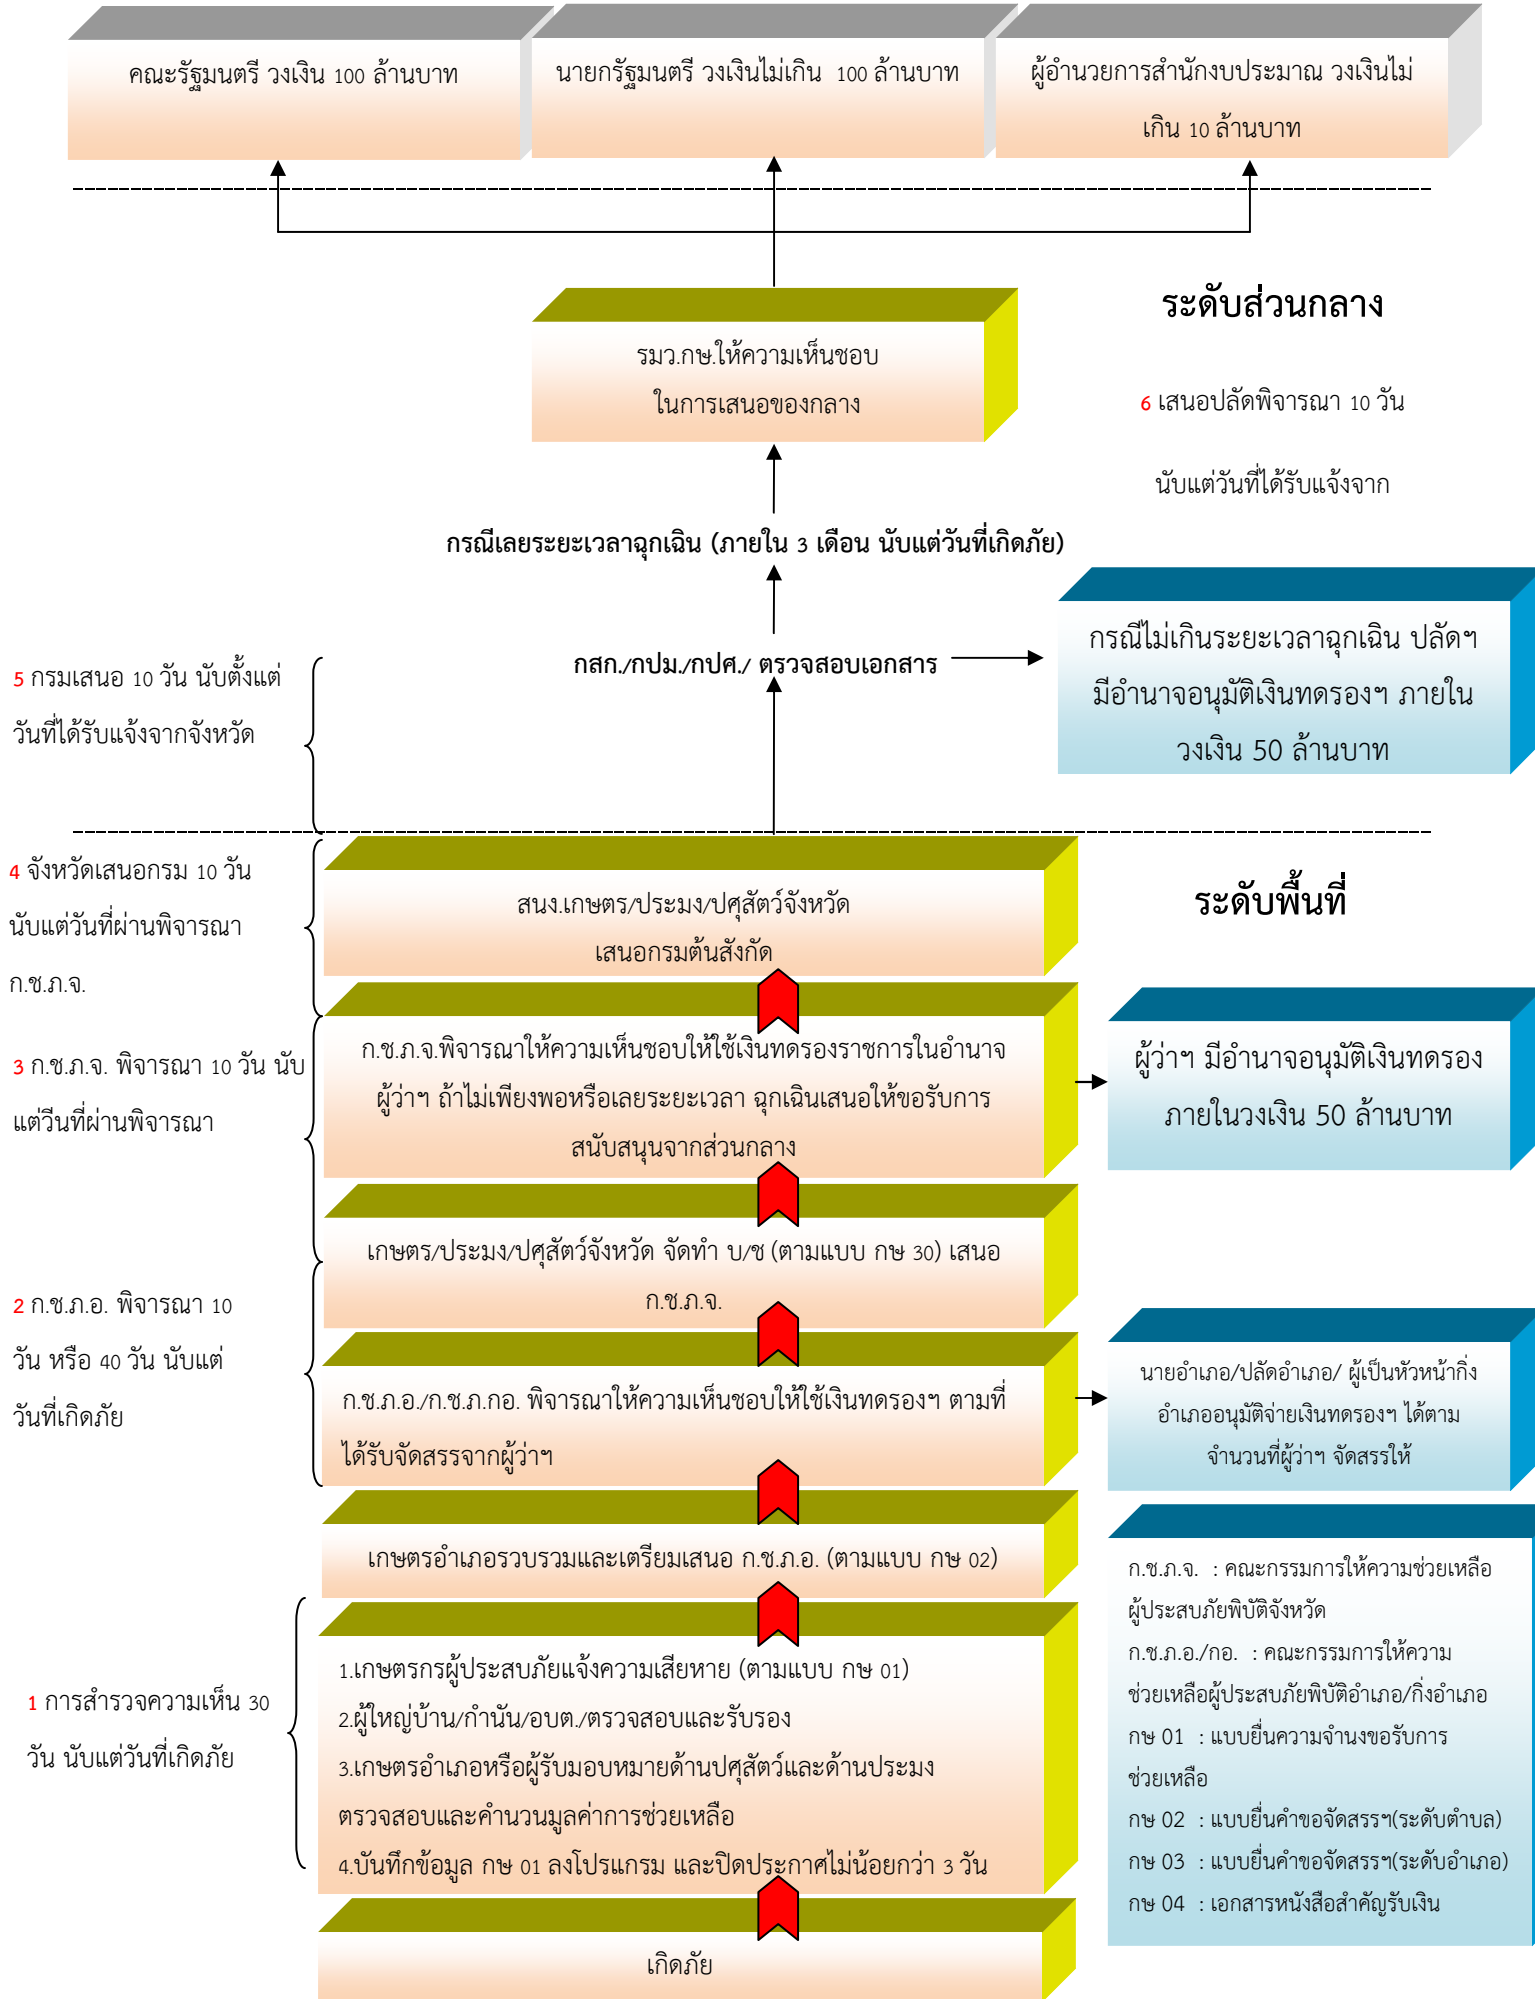 คณะรัฐมนตรี วงเงิน 100 ล้านบาท
นายกรัฐมนตรี วงเงินไม่เกิน 100 ล้านบาท
ผู้อำนวยการสำนักงบประมาณ วงเงินไม่
เกิน 10 ล้านบาท
ระดับส่วนกลาง
รมว.กษ.ให้ความเห็นชอบ
ในการเสนอของกลาง
6 เสนอปลัดพิจารณา 10 วัน
นับแต่วันที่ได้รับแจ้งจาก
กรณีเลยระยะเวลาฉุกเฉิน (ภายใน 3 เดือน นับแต่วันที่เกิดภัย)
5 กรมเสนอ 10 วัน นับตั้งแต่
วันที่ได้รับแจ้งจากจังหวัด
กสก./กปม./กปศ./ ตรวจสอบเอกสาร
กรณีไม่เกินระยะเวลาฉุกเฉิน ปลัดฯ
มีอำนาจอนุมัติเงินทดรองฯ ภายใน
วงเงิน 50 ล้านบาท
4 จังหวัดเสนอกรม 10 วัน
นับแต่วันที่ผ่านพิจารณา
ก.ช.ภ.จ.
สนง.เกษตร/ประมง/ปศุสัตว์จังหวัด
เสนอกรมต้นสังกัด
ระดับพื้นที่
3 ก.ช.ภ.จ. พิจารณา 10 วัน นับ
แต่วีนที่ผ่านพิจารณา
ก.ช.ภ.จ.พิจารณาให้ความเห็นชอบให้ใช้เงินทดรองราชการในอำนาจ
ผู้ว่าฯ ถ้าไม่เพียงพอหรือเลยระยะเวลา ฉุกเฉินเสนอให้ขอรับการ
สนับสนุนจากส่วนกลาง
ผู้ว่าฯ มีอำนาจอนุมัติเงินทดรอง
ภายในวงเงิน 50 ล้านบาท
เกษตร/ประมง/ปศุสัตว์จังหวัด จัดทำ บ/ช (ตามแบบ กษ 30) เสนอ
ก.ช.ภ.จ.
2 ก.ช.ภ.อ. พิจารณา 10
วัน หรือ 40 วัน นับแต่
วันที่เกิดภัย
ก.ช.ภ.อ./ก.ช.ภ.กอ. พิจารณาให้ความเห็นชอบให้ใช้เงินทดรองฯ ตามที่
ได้รับจัดสรรจากผู้ว่าฯ
นายอำเภอ/ปลัดอำเภอ/ ผู้เป็นหัวหน้ากิ่ง
อำเภออนุมัติจ่ายเงินทดรองฯ ได้ตาม
จำนวนที่ผู้ว่าฯ จัดสรรให้
เกษตรอำเภอรวบรวมและเตรียมเสนอ ก.ช.ภ.อ. (ตามแบบ กษ 02)
1 การสำรวจความเห็น 30
วัน นับแต่วันที่เกิดภัย
1.เกษตรกรผู้ประสบภัยแจ้งความเสียหาย (ตามแบบ กษ 01)
2.ผู้ใหญ่บ้าน/กำนัน/อบต./ตรวจสอบและรับรอง
3.เกษตรอำเภอหรือผู้รับมอบหมายด้านปศุสัตว์และด้านประมง
ตรวจสอบและคำนวนมูลค่าการช่วยเหลือ
4.บันทึกข้อมูล กษ 01 ลงโปรแกรม และปิดประกาศไม่น้อยกว่า 3 วัน
ก.ช.ภ.จ. : คณะกรรมการให้ความช่วยเหลือ
ผู้ประสบภัยพิบัติจังหวัด
ก.ช.ภ.อ./กอ. : คณะกรรมการให้ความ
ช่วยเหลือผู้ประสบภัยพิบัติอำเภอ/กิ่งอำเภอ
กษ 01 : แบบยื่นความจำนงขอรับการ
ช่วยเหลือ
กษ 02 : แบบยื่นคำขอจัดสรรฯ(ระดับตำบล)
กษ 03 : แบบยื่นคำขอจัดสรรฯ(ระดับอำเภอ)
กษ 04 : เอกสารหนังสือสำคัญรับเงิน
เกิดภัย